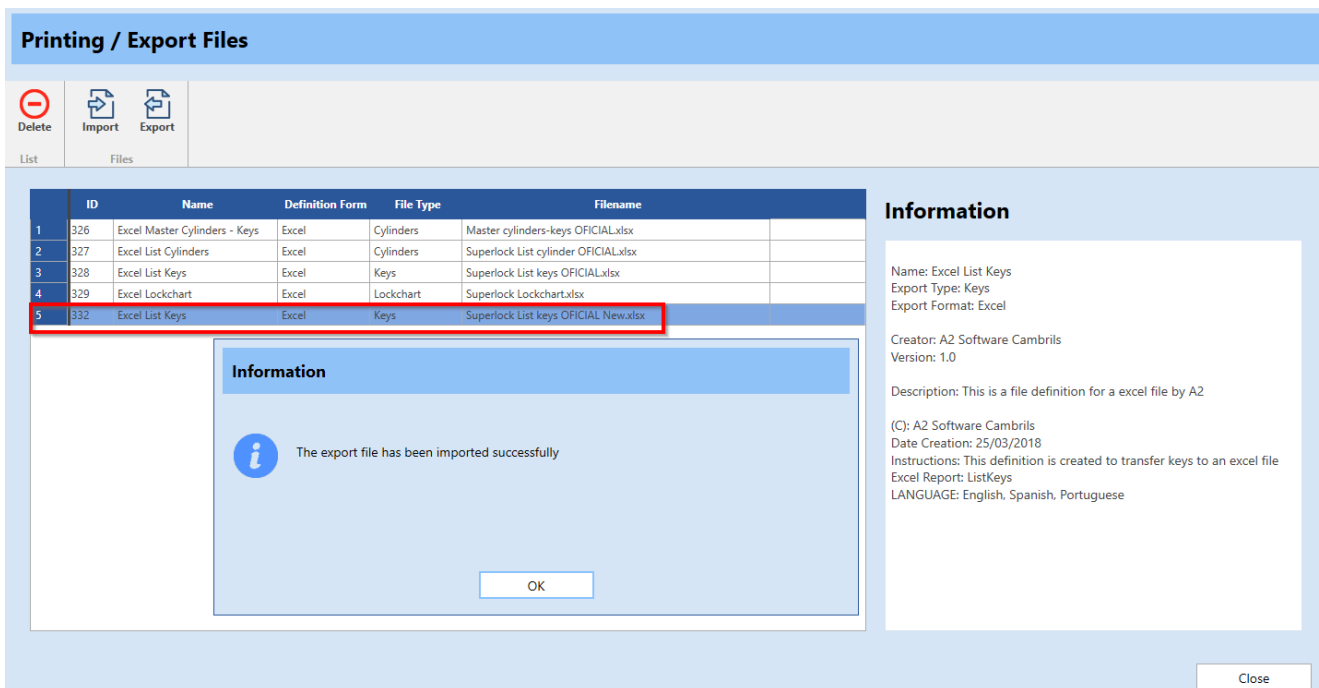 Printing / Export Files
Delete
Import
Export
List
Files
ID Name Definition Form File Type Filename
1 326 Excel Master Cylinders - Keys Excel Cylinders Master cylinders-keys OFICIAL.xlsx
2 327 Excel List Cylinders Excel Cylinders Superlock List cylinder OFICIAL.xlsx
3 328 Excel List Keys Excel Keys Superlock List keys OFICIAL.xlsx
4 329 Excel Lockchart Excel Lockchart Superlock Lockchart.xlsx
5 332 Excel List Keys Excel Keys Superlock List keys OFICIAL New.xlsx
Information
The export file has been imported successfully
OK
Information
Name: Excel List Keys
Export Type: Keys
Export Format: Excel
Creator: A2 Software Cambrils
Version: 1.0
Description: This is a file definition for a excel file by A2
(C): A2 Software Cambrils
Date Creation: 25/03/2018
Instructions: This definition is created to transfer keys to an excel file
Excel Report: ListKeys
LANGUAGE: English, Spanish, Portuguese
Close